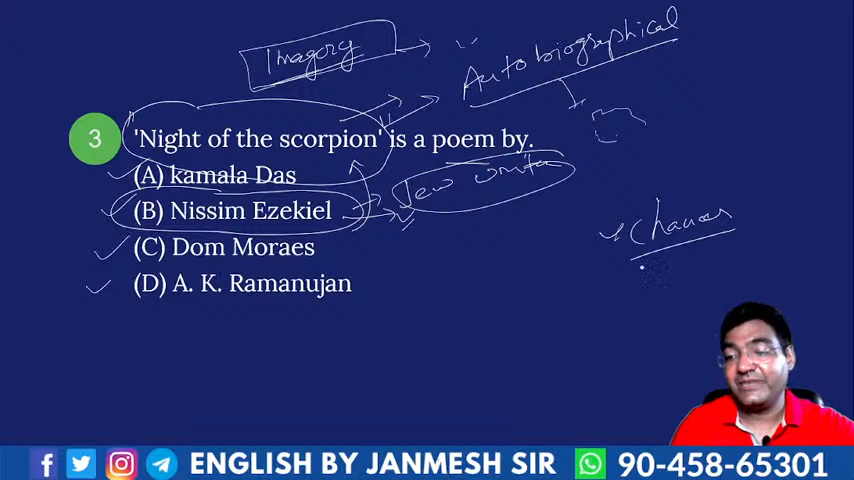 Imagery
Autobiographical
3 'Night of the scorpion' is a poem by.
(A) kamala Das
Jew writer
(B) Nissim Ezekiel
(C) Dom Moraes
(D) A. K. Ramanujan
ENGLISH BY JANMESH SIR 90-458-65301